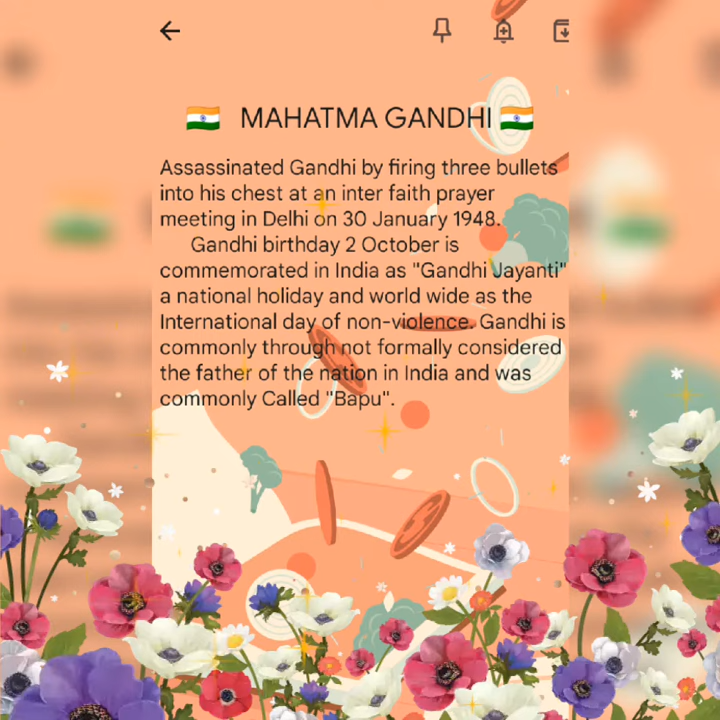 🇮🇳 MAHATMA GANDHI 🇮🇳
Assassinated Gandhi by firing three bullets
into his chest at an inter faith prayer
meeting in Delhi on 30 January 1948.
Gandhi birthday 2 October is
commemorated in India as "Gandhi Jayanti"
a national holiday and world wide as the
International day of non-violence. Gandhi is
commonly through not formally considered
the father of the nation in India and was
commonly Called "Bapu".